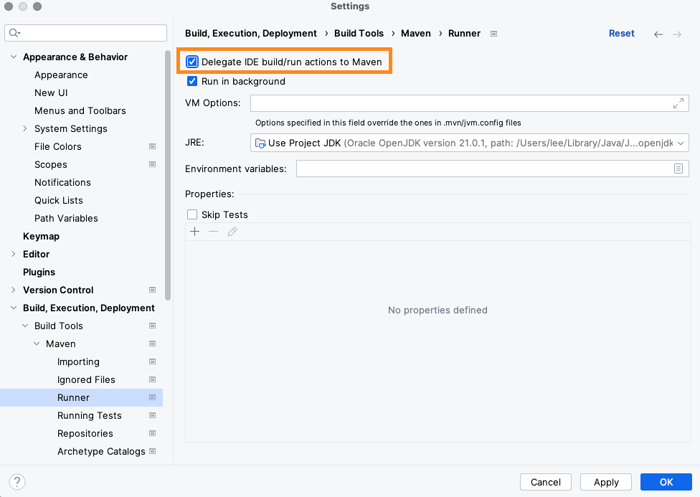 Settings
Build, Execution, Deployment › Build Tools › Maven › Runner
Reset
Appearance & Behavior
Appearance
New UI
Menus and Toolbars
System Settings
File Colors
Scopes
Notifications
Quick Lists
Path Variables
Keymap
Editor
Plugins
Version Control
Build, Execution, Deployment
Build Tools
Maven
Importing
Ignored Files
Runner
Running Tests
Repositories
Archetype Catalogs
Delegate IDE build/run actions to Maven
Run in background
VM Options:
Options specified in this field override the ones in .mvn/jvm.config files
JRE: Use Project JDK (Oracle OpenJDK version 21.0.1, path: /Users/lee/Library/Java/J...openjdk
Environment variables:
Properties:
Skip Tests
No properties defined
?
Cancel
Apply
OK